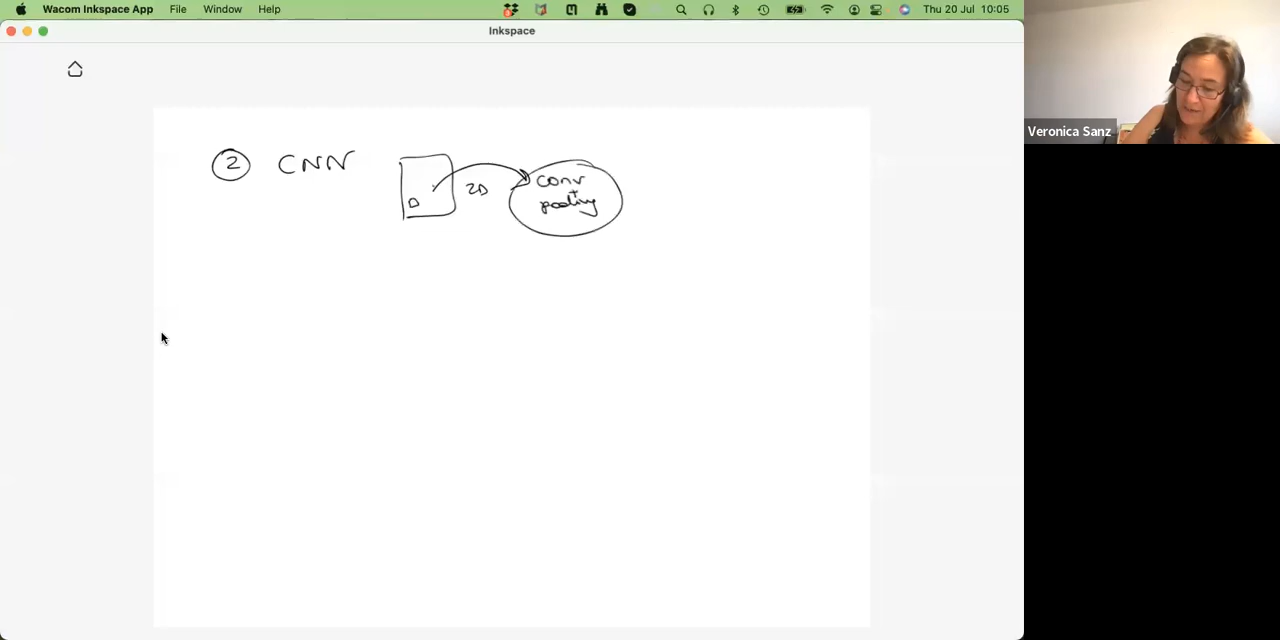 Wacom Inkspace App File Window Help Thu 20 Jul 10:05
Inkspace
Veronica Sanz
2 CNN 2D conv
+
pooling